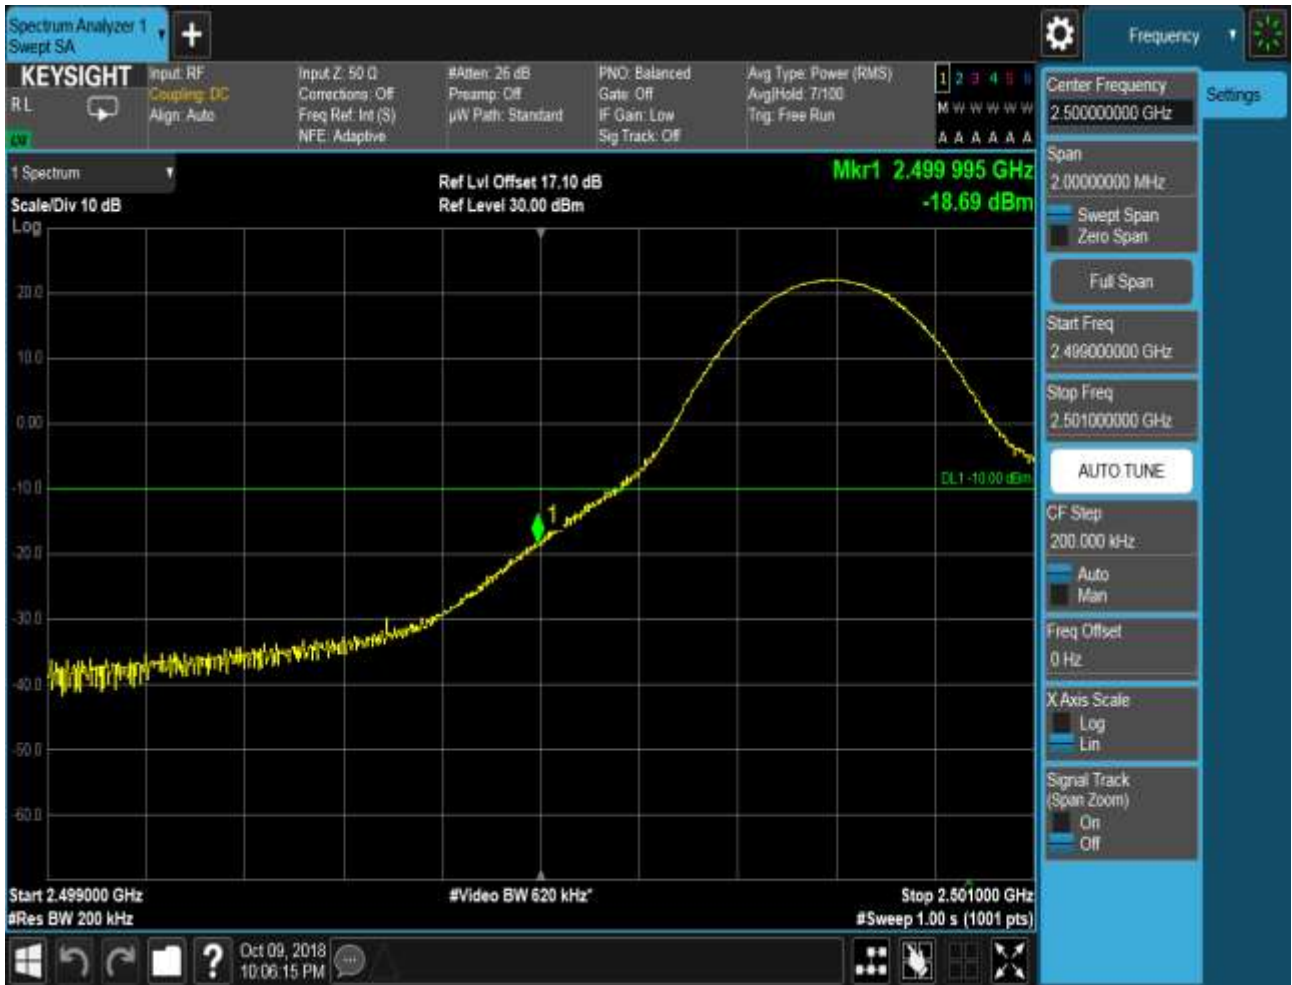 Spectrum Analyzer 1
Swept SA
Frequency
KEYSIGHT
RL
Input: RF
Coupling: DC
Align: Auto
Input Z: 50 Ω
Corrections: Off
Freq Ref: Int (S)
NFE: Adaptive
#Atten: 26 dB
Preamp: Off
µW Path: Standard
PNO: Balanced
Gate: Off
IF Gain: Low
Sig Track: Off
Avg Type: Power (RMS)
Avg|Hold: 7/100
Trig: Free Run
1 2 3 4 5 6
M W W W W W
A A A A A A
Center Frequency
2.500000000 GHz
Settings
Span
2.00000000 MHz
Swept Span
Zero Span
Full Span
Start Freq
2.499000000 GHz
Stop Freq
2.501000000 GHz
AUTO TUNE
CF Step
200.000 kHz
Auto
Man
Freq Offset
0 Hz
X Axis Scale
Log
Lin
Signal Track
(Span Zoom)
On
Off
1 Spectrum
Scale/Div 10 dB
Log
Ref Lvl Offset 17.10 dB
Ref Level 30.00 dBm
Mkr1 2.499 995 GHz
-18.69 dBm
20.0
10.0
0.00
-10.0
-20.0
-30.0
-40.0
-50.0
-60.0
DL1 -10.00 dBm
1
Start 2.499000 GHz
#Res BW 200 kHz
#Video BW 620 kHz*
Stop 2.501000 GHz
#Sweep 1.00 s (1001 pts)
?
Oct 09, 2018
10:06:15 PM